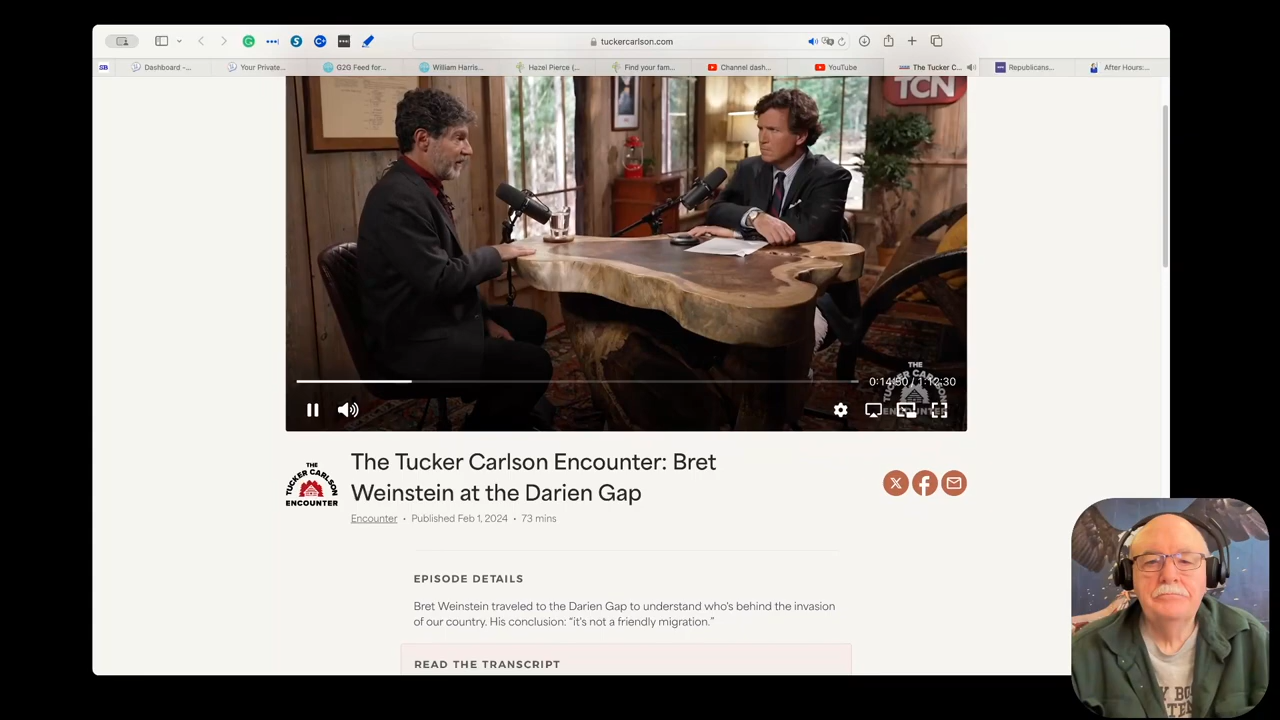 tuckercarlson.com
SB
Dashboard –...
Your Private...
G2G Feed for...
William Harris...
Hazel Pierce (...
Find your fam...
Channel dash...
YouTube
The Tucker C...
Republicans...
After Hours:...
TCN
0:14:50 / 1:12:30
THE
TUCKER CARLSON
ENCOUNTER
The Tucker Carlson Encounter: Bret
Weinstein at the Darien Gap
Encounter • Published Feb 1, 2024 • 73 mins
EPISODE DETAILS
Bret Weinstein traveled to the Darien Gap to understand who's behind the invasion
of our country. His conclusion: “it's not a friendly migration.”
READ THE TRANSCRIPT